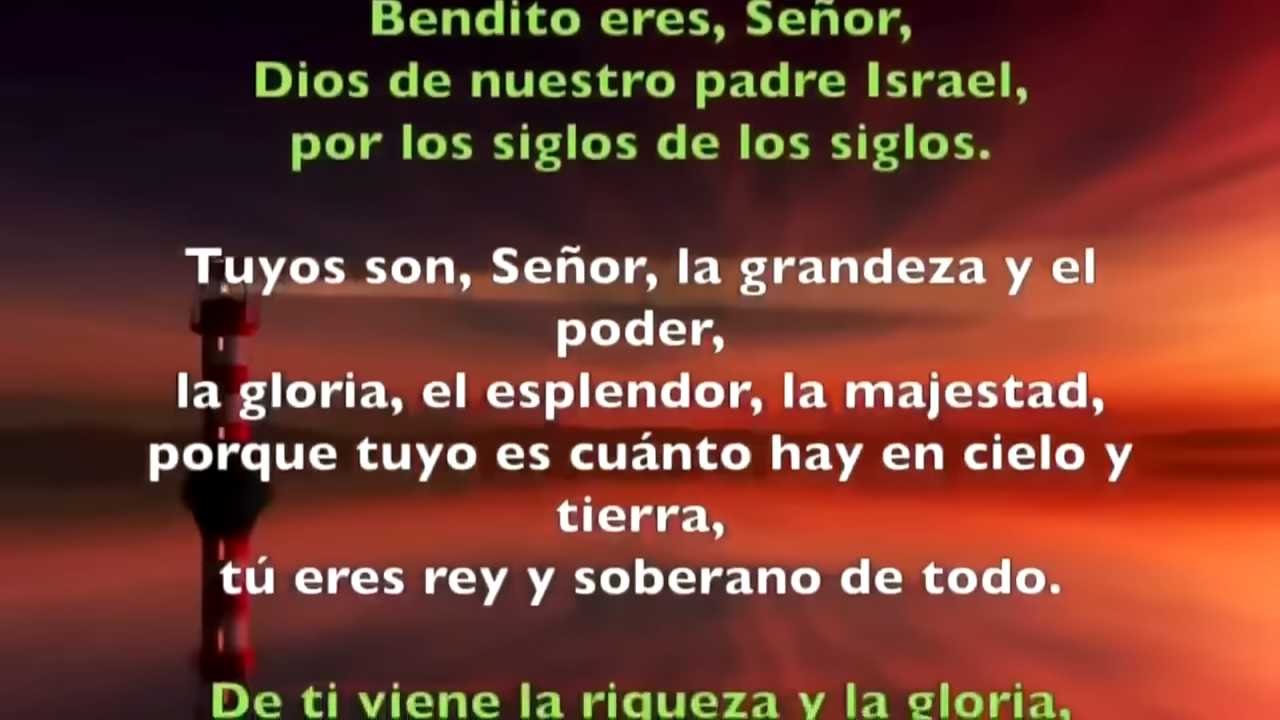 Bendito eres, Señor,
Dios de nuestro padre Israel,
por los siglos de los siglos.
Tuyos son, Señor, la grandeza y el
poder,
la gloria, el esplendor, la majestad,
porque tuyo es cuánto hay en cielo y
tierra,
tú eres rey y soberano de todo.
De ti viene la riqueza y la gloria,